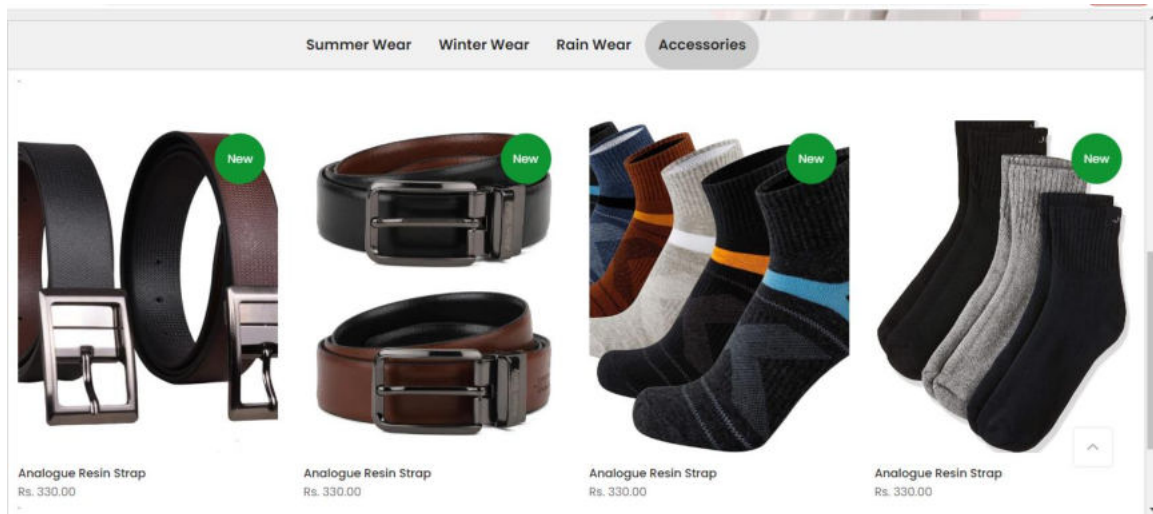 Summer Wear Winter Wear Rain Wear Accessories
New New New New
Analogue Resin Strap Analogue Resin Strap Analogue Resin Strap Analogue Resin Strap
Rs. 330.00 Rs. 330.00 Rs. 330.00 Rs. 330.00